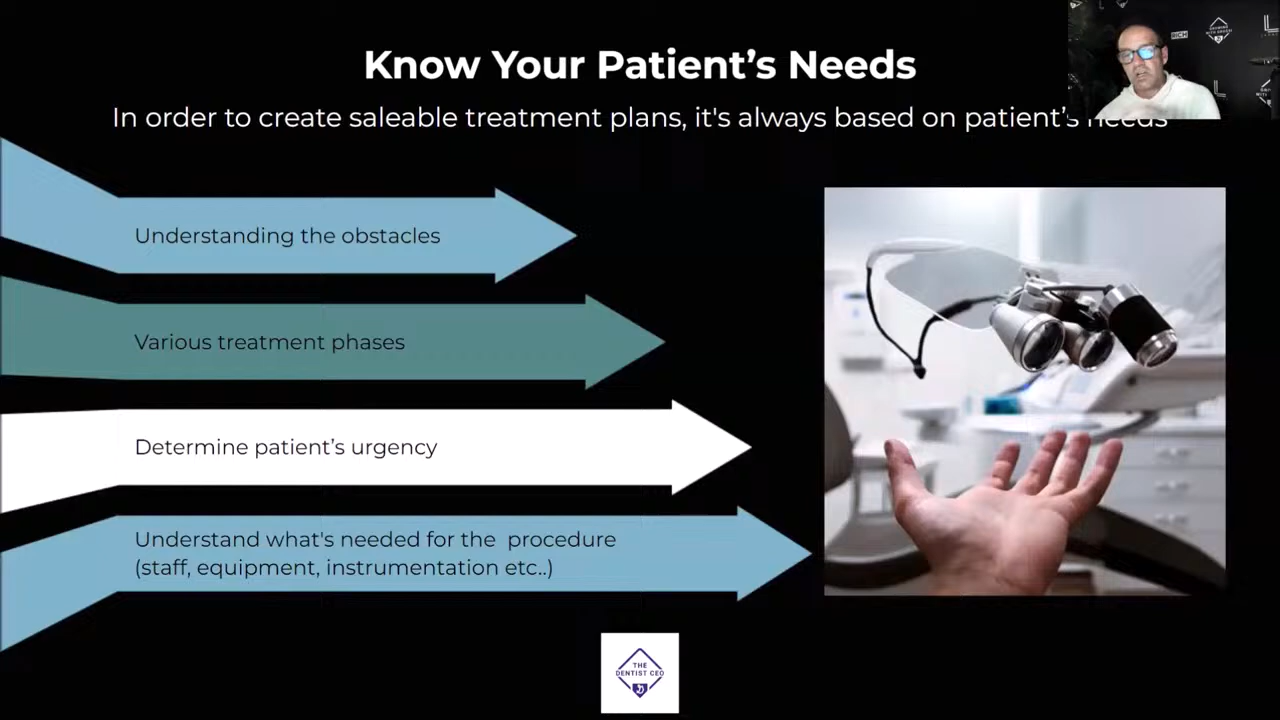 Know Your Patient's Needs
In order to create saleable treatment plans, it's always based on patient's needs
RICH
Understanding the obstacles
Various treatment phases
Determine patient's urgency
Understand what's needed for the  procedure
(staff, equipment, instrumentation etc..)
THE
DENTIST CEO